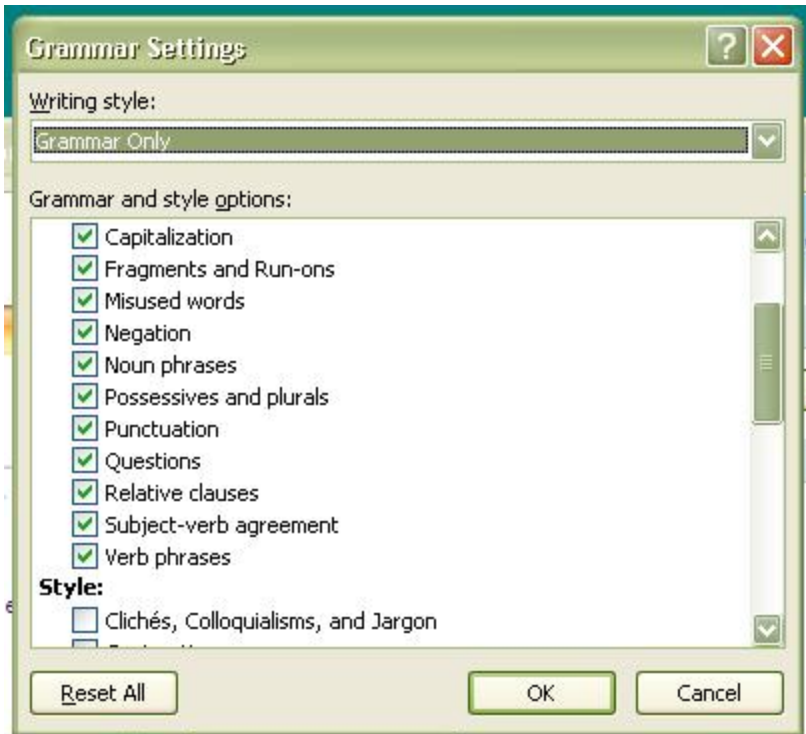 Grammar Settings
Writing style:
Grammar Only
Grammar and style options:
Capitalization
Fragments and Run-ons
Misused words
Negation
Noun phrases
Possessives and plurals
Punctuation
Questions
Relative clauses
Subject-verb agreement
Verb phrases
Style:
Clichés, Colloquialisms, and Jargon
Reset All OK Cancel